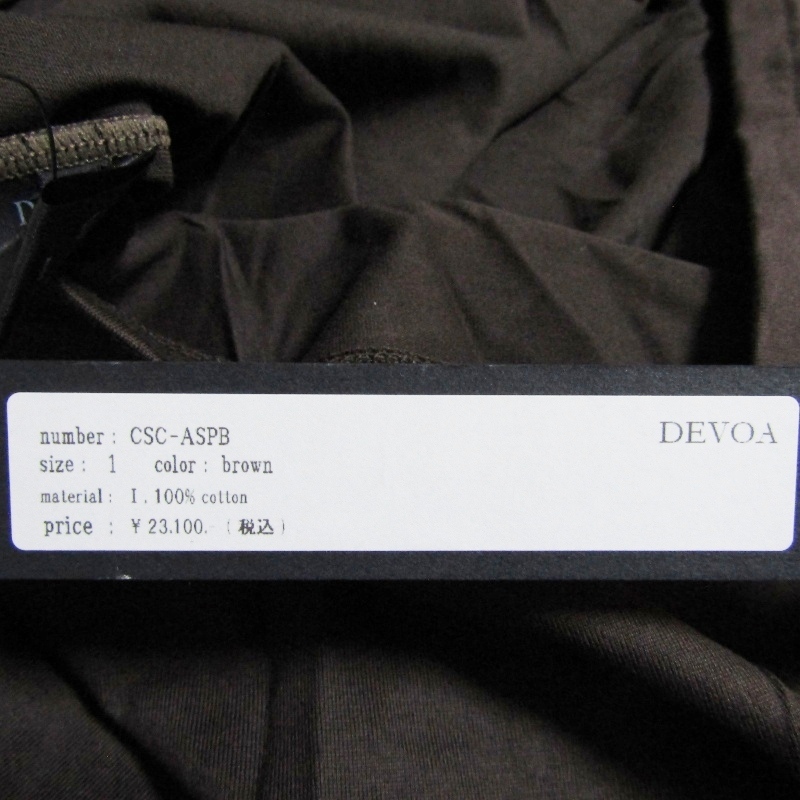 number : CSC-ASPB
DEVOA
size : 1 color : brown
material : I . 100% cotton
price : ¥ 23.100.-（税込）